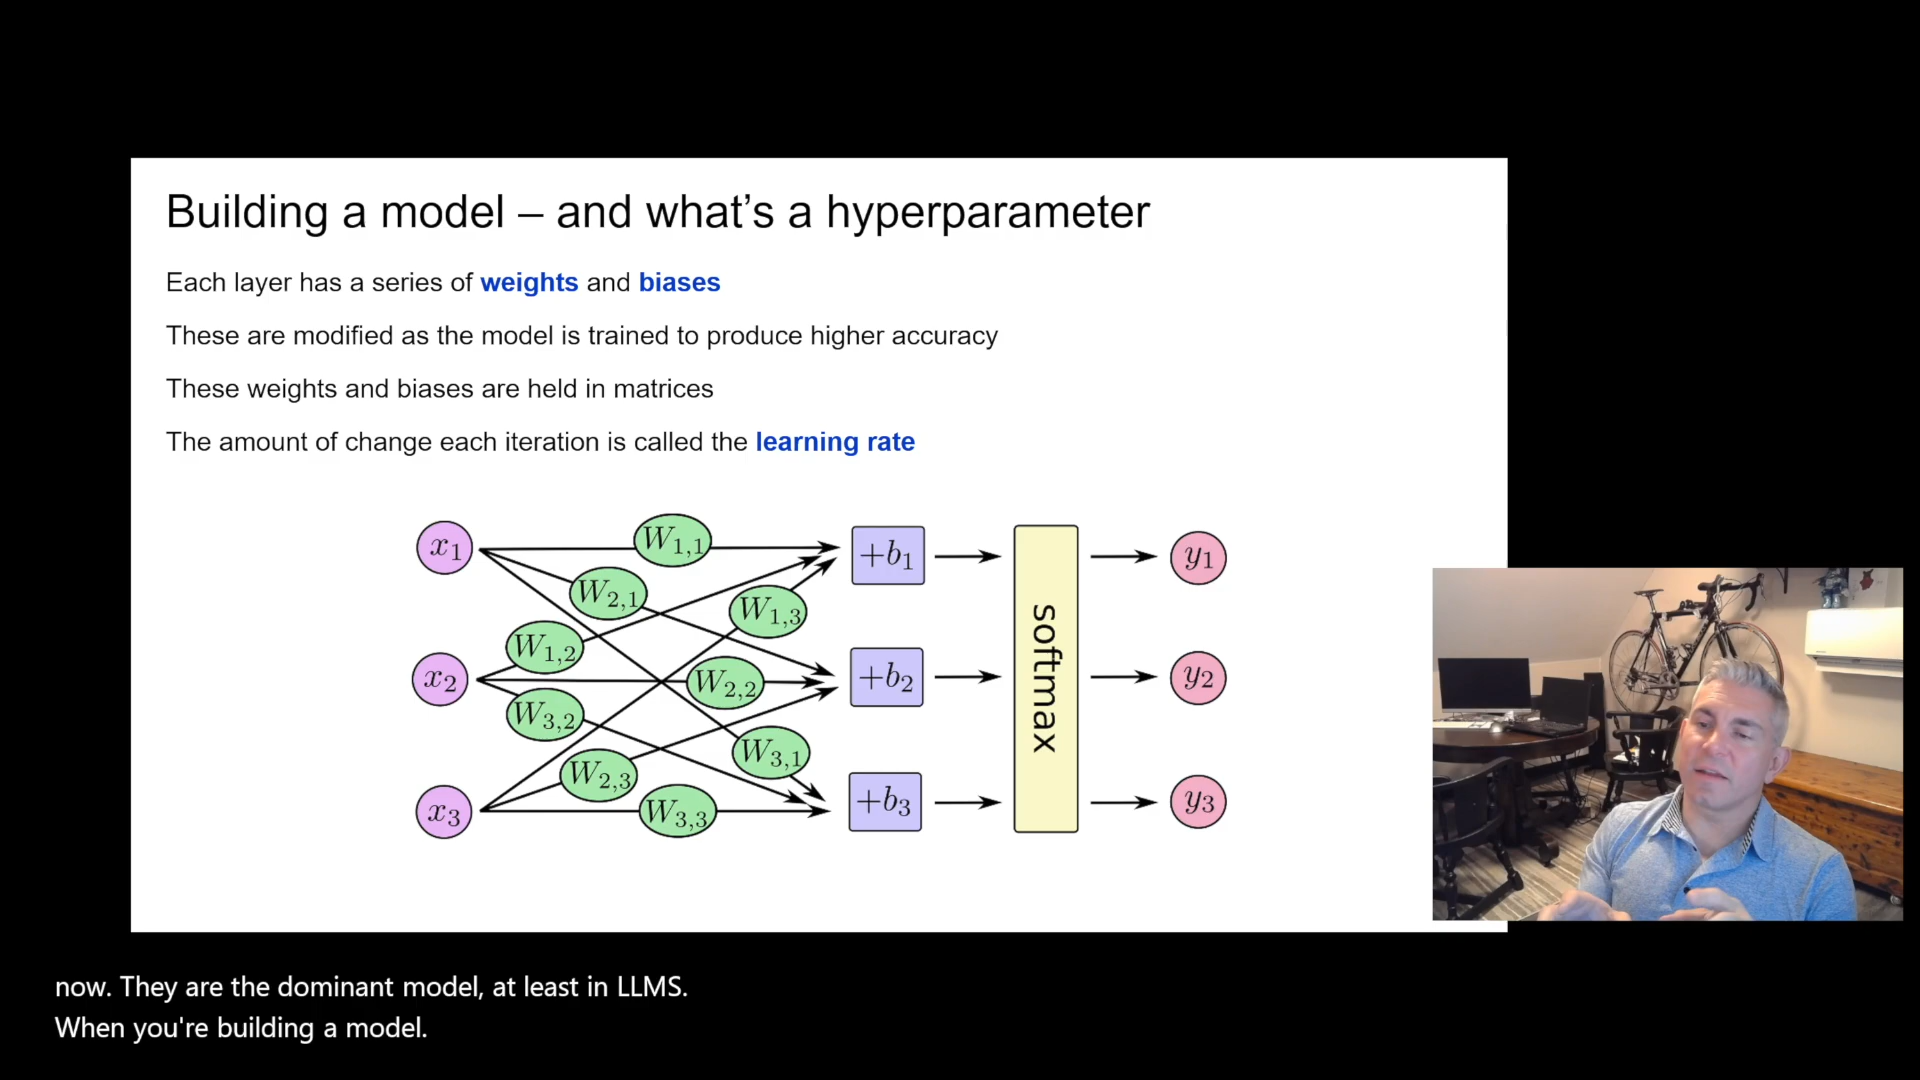 Building a model – and what's a hyperparameter
Each layer has a series of weights and biases
These are modified as the model is trained to produce higher accuracy
These weights and biases are held in matrices
The amount of change each iteration is called the learning rate
x1
W1,1
+b1
y1
W2,1
W1,3
W1,2
x2
W2,2
+b2
softmax
y2
W3,2
W3,1
W2,3
x3
W3,3
+b3
y3
now. They are the dominant model, at least in LLMS.
When you're building a model.